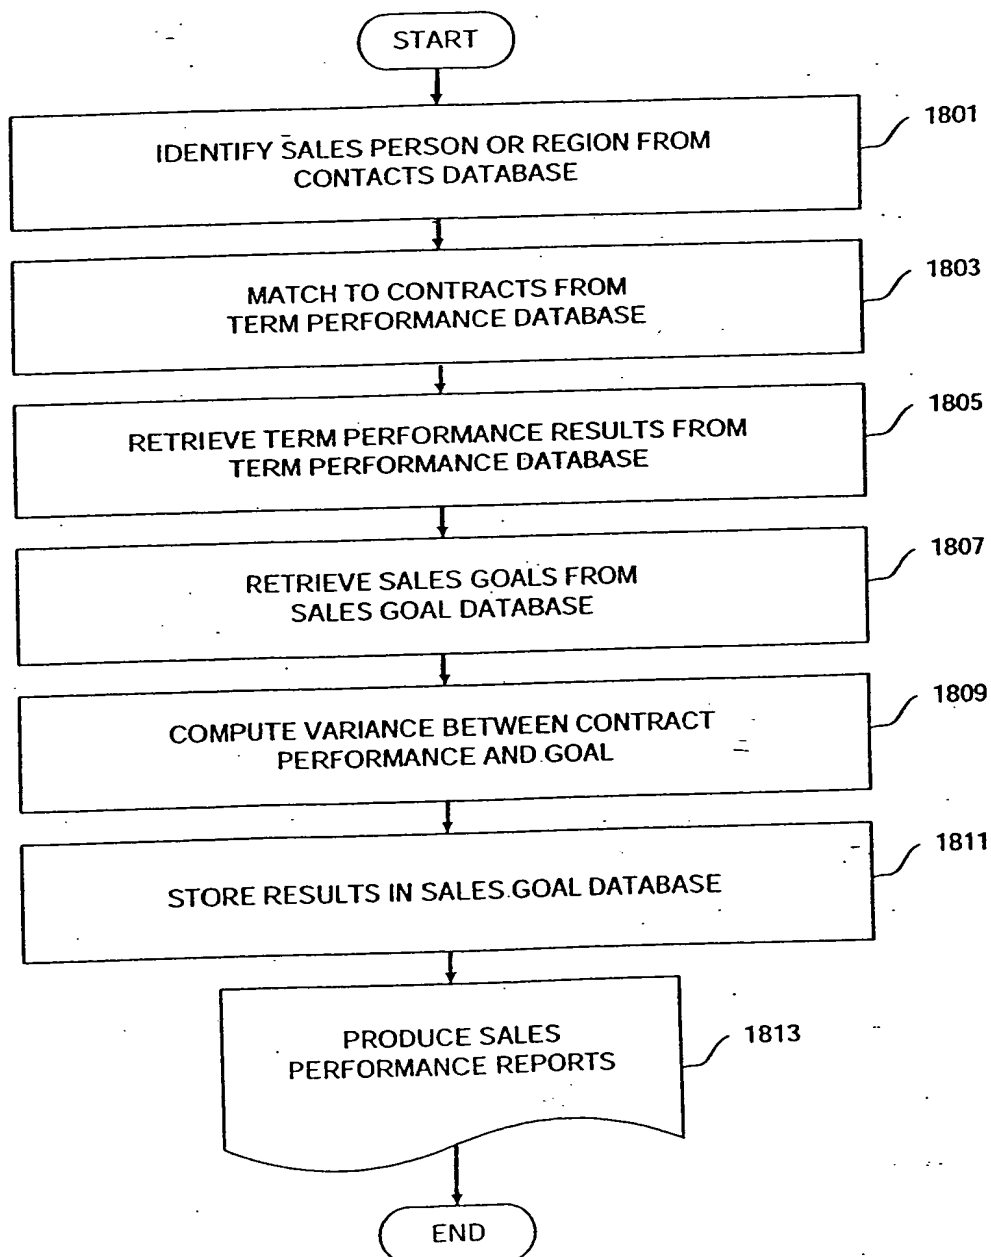 START
1801
IDENTIFY SALES PERSON OR REGION FROM
CONTACTS DATABASE
1803
MATCH TO CONTRACTS FROM
TERM PERFORMANCE DATABASE
1805
RETRIEVE TERM PERFORMANCE RESULTS FROM
TERM PERFORMANCE DATABASE
1807
RETRIEVE SALES GOALS FROM
SALES GOAL DATABASE
1809
COMPUTE VARIANCE BETWEEN CONTRACT
PERFORMANCE AND GOAL
1811
STORE RESULTS IN SALES GOAL DATABASE
1813
PRODUCE SALES
PERFORMANCE REPORTS
END